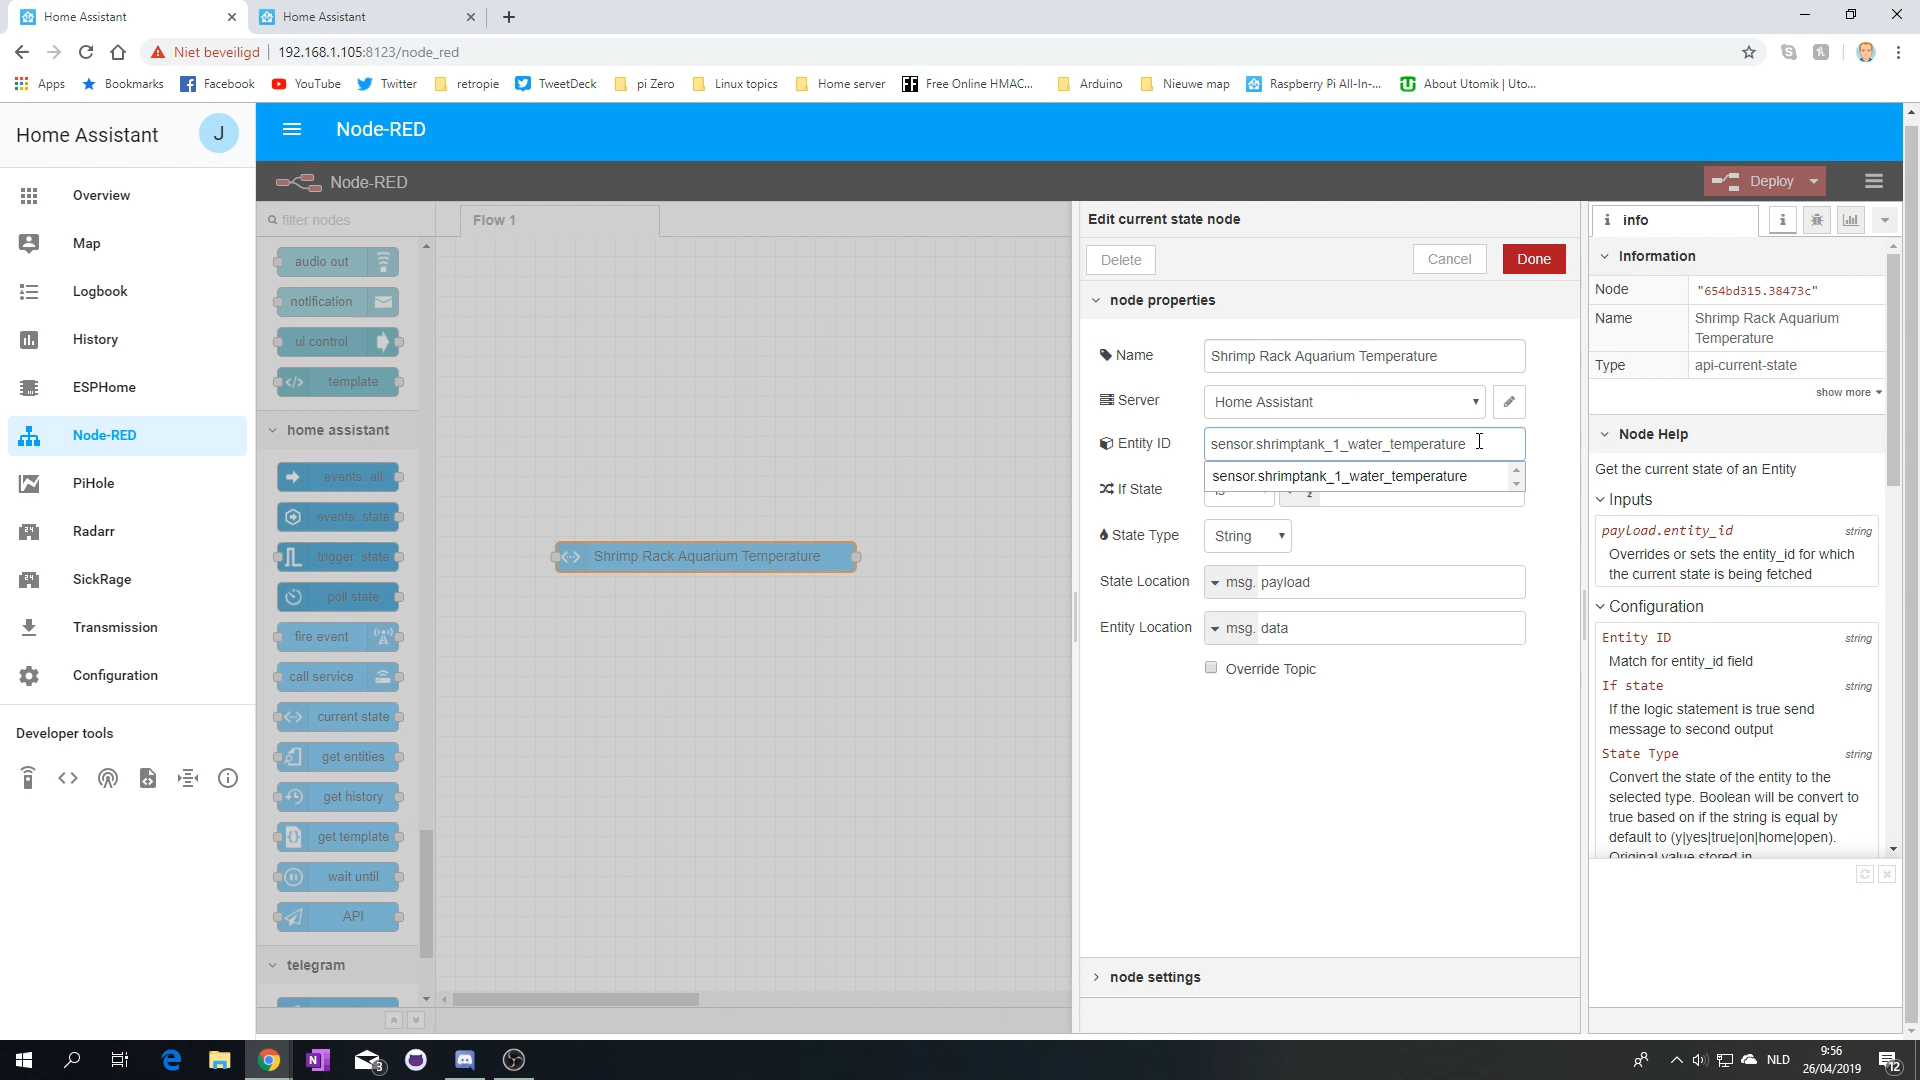 Home Assistant
Home Assistant
Niet beveiligd 192.168.1.105:8123/node_red
Apps Bookmarks Facebook YouTube Twitter retropie TweetDeck pi Zero Linux topics Home server Free Online HMAC... Arduino Nieuwe map Raspberry Pi All-In-... About Utomik | Uto...
Home Assistant J
Overview
Map
Logbook
History
ESPHome
Node-RED
PiHole
Radarr
SickRage
Transmission
Configuration
Developer tools
Node-RED
Node-RED
Deploy
filter nodes
audio out
notification
ui control
template
home assistant
events: all
events: state
trigger: state
poll state
fire event
call service
current state
get entities
get history
get template
wait until
API
telegram
Flow 1
Shrimp Rack Aquarium Temperature
Edit current state node
Delete
Cancel
Done
node properties
Name Shrimp Rack Aquarium Temperature
Server Home Assistant
Entity ID sensor.shrimptank_1_water_temperature
sensor.shrimptank_1_water_temperature
If State
State Type String
State Location msg. payload
Entity Location msg. data
Override Topic
node settings
info
Information
Node "654bd315.38473c"
Name Shrimp Rack Aquarium
Temperature
Type api-current-state
show more
Node Help
Get the current state of an Entity
Inputs
payload.entity_id string
Overrides or sets the entity_id for which
the current state is being fetched
Configuration
Entity ID string
Match for entity_id field
If state string
If the logic statement is true send
message to second output
State Type string
Convert the state of the entity to the
selected type. Boolean will be convert to
true based on if the string is equal by
default to (y|yes|true|on|home|open).
Original value stored in
3
NLD
9:56
26/04/2019
12